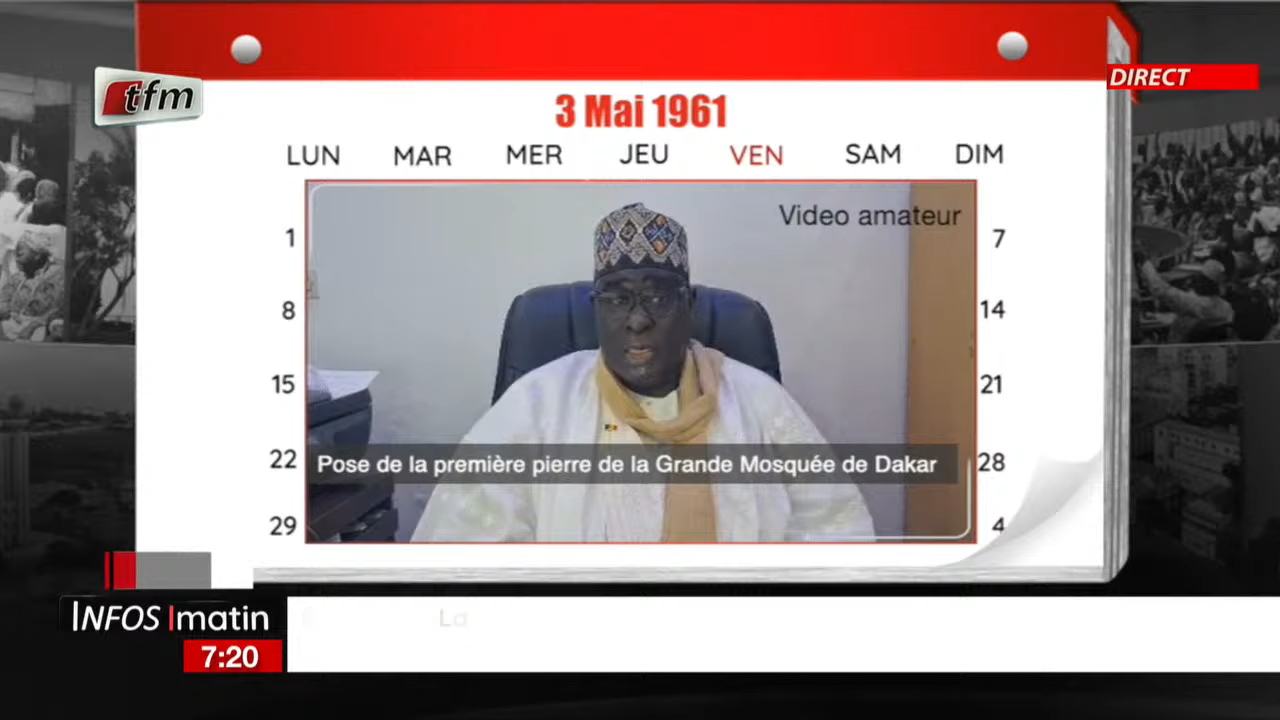 tfm
DIRECT
3 Mai 1961
LUN MAR MER JEU VEN SAM DIM
Video amateur
1 7
8 14
15 21
22 28
29 4
Pose de la première pierre de la Grande Mosquée de Dakar
INFOS matin
La
7:20